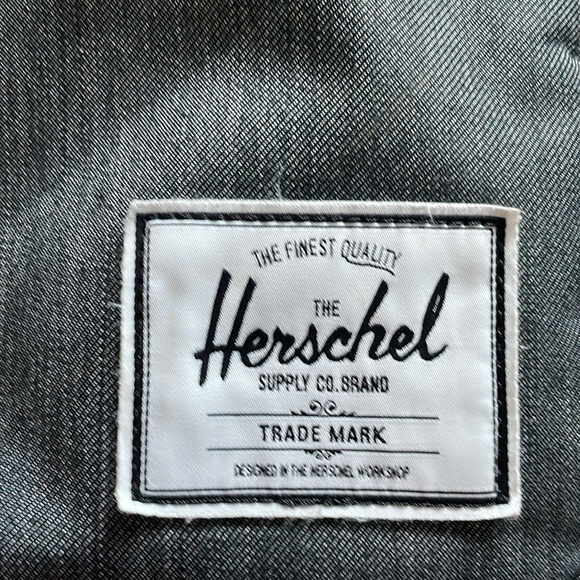 THE FINEST QUALITY
THE
Herschel
SUPPLY CO. BRAND
TRADE MARK
DESIGNED IN THE HERSCHEL WORKSHOP